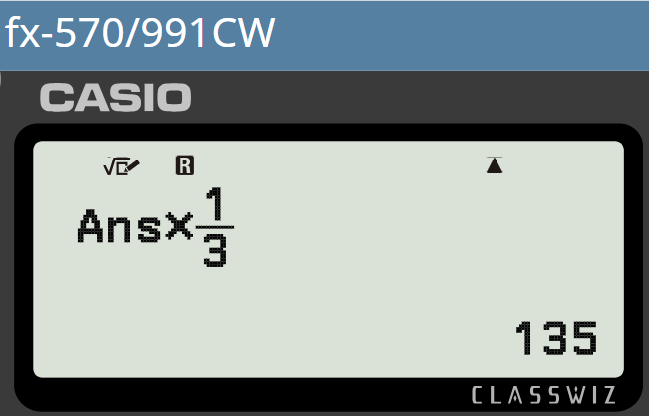 fx-570/991CW
CASIO
√□ R
Ans×1/3
135
CLASSWIZ